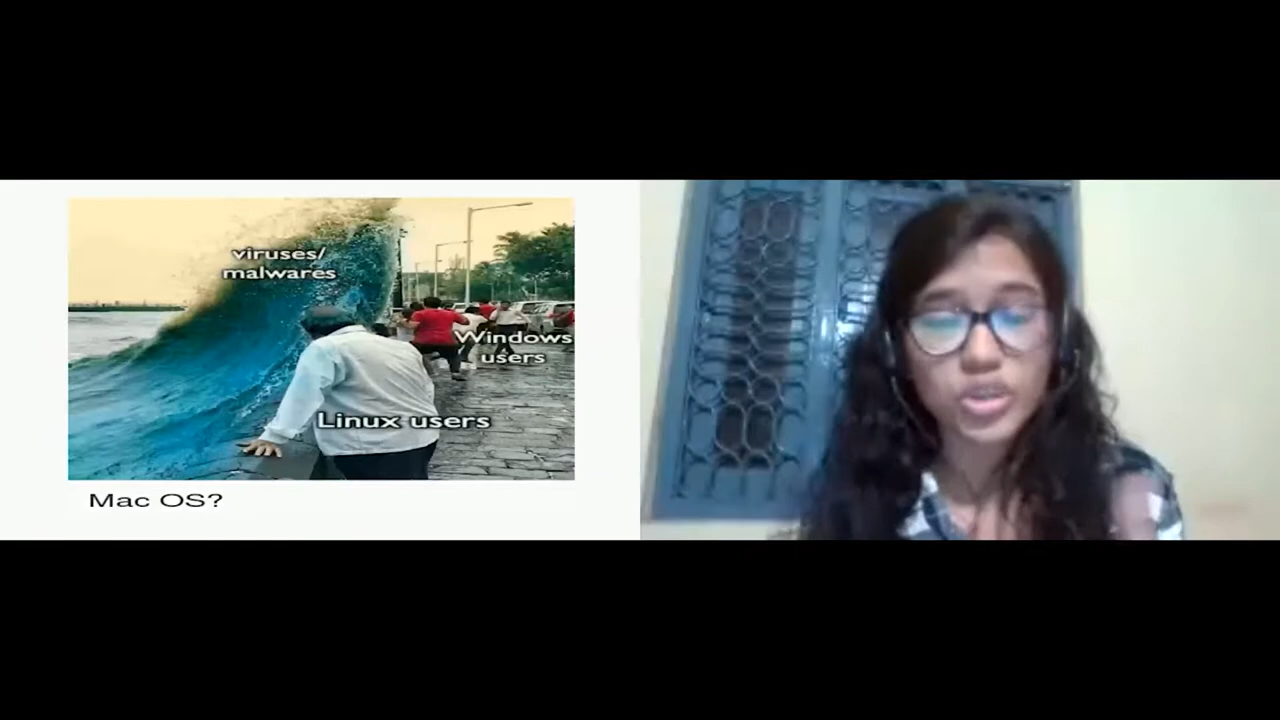 viruses/
malwares
Windows
users
Linux users
Mac OS?